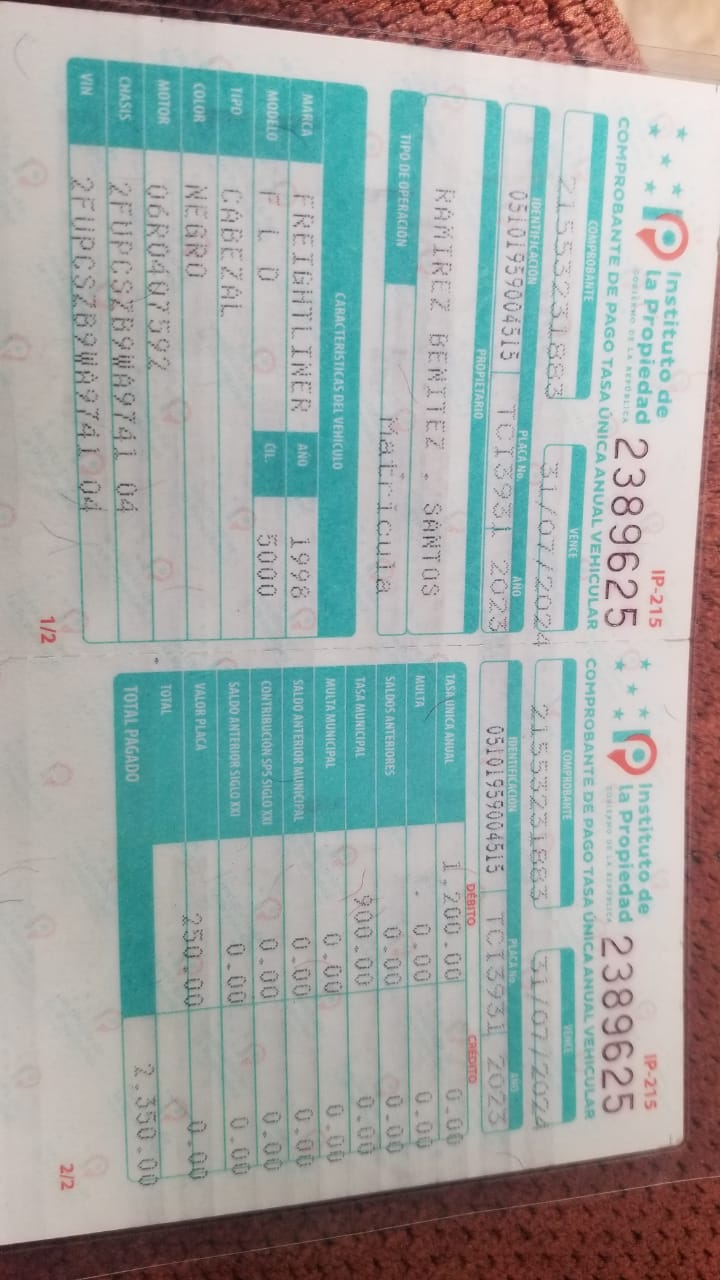 Instituto de
la Propiedad
GOBIERNO DE LA REPÚBLICA
IP-215
2389625
COMPROBANTE DE PAGO TASA ÚNICA ANUAL VEHICULAR
COMPROBANTE VENCE
21553231883 31/07/2024
IDENTIFICACIÓN PLACA No. AÑO
05101959004515 TCI3931 2023
PROPIETARIO
RAMIREZ BENITEZ , SANTOS
TIPO DE OPERACIÓN Matricula
CARACTERÍSTICAS DEL VEHÍCULO
MARCA FREIGHTLINER AÑO 1998
MODELO F L D CIL. 5000
TIPO CABEZAL
COLOR NEGRO
MOTOR 06R0407592
CHASIS 2FUPCSZB9WA974104
VIN 2FUPCSZB9WA974104
1/2
Instituto de
la Propiedad
GOBIERNO DE LA REPÚBLICA
IP-215
2389625
COMPROBANTE DE PAGO TASA ÚNICA ANUAL VEHICULAR
COMPROBANTE VENCE
21553231883 31/07/2024
IDENTIFICACIÓN PLACA No. AÑO
05101959004515 TCI3931 2023
DÉBITO CRÉDITO
TASA ÚNICA ANUAL 1,200.00 0.00
MULTA 0.00 0.00
SALDOS ANTERIORES 0.00 0.00
TASA MUNICIPAL 900.00 0.00
MULTA MUNICIPAL 0.00 0.00
SALDO ANTERIOR MUNICIPAL 0.00 0.00
CONTRIBUCIÓN SPS SIGLO XXI 0.00 0.00
SALDO ANTERIOR SIGLO XXI 0.00 0.00
VALOR PLACA 250.00 0.00
TOTAL
TOTAL PAGADO 2,350.00
2/2